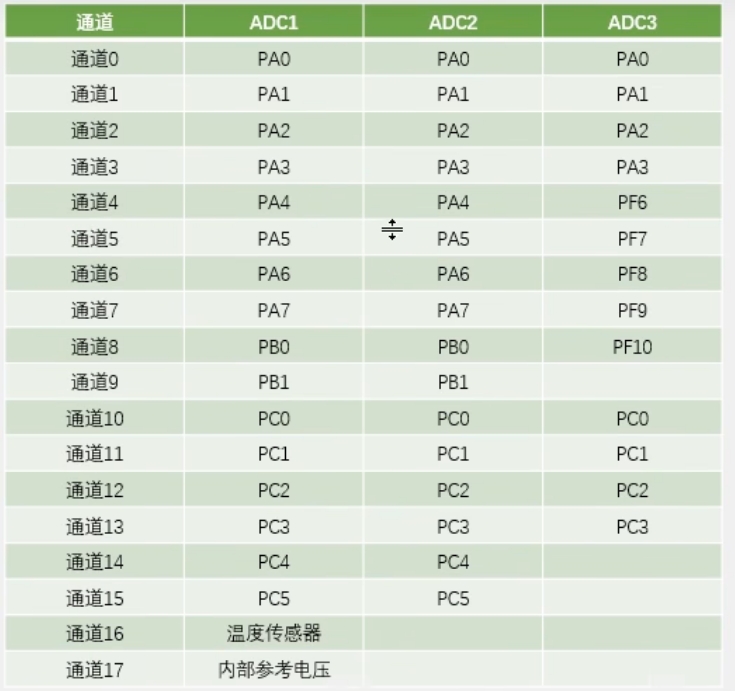 通道 ADC1 ADC2 ADC3
通道0 PA0 PA0 PA0
通道1 PA1 PA1 PA1
通道2 PA2 PA2 PA2
通道3 PA3 PA3 PA3
通道4 PA4 PA4 PF6
通道5 PA5 PA5 PF7
通道6 PA6 PA6 PF8
通道7 PA7 PA7 PF9
通道8 PB0 PB0 PF10
通道9 PB1 PB1
通道10 PC0 PC0 PC0
通道11 PC1 PC1 PC1
通道12 PC2 PC2 PC2
通道13 PC3 PC3 PC3
通道14 PC4 PC4
通道15 PC5 PC5
通道16 温度传感器
通道17 内部参考电压